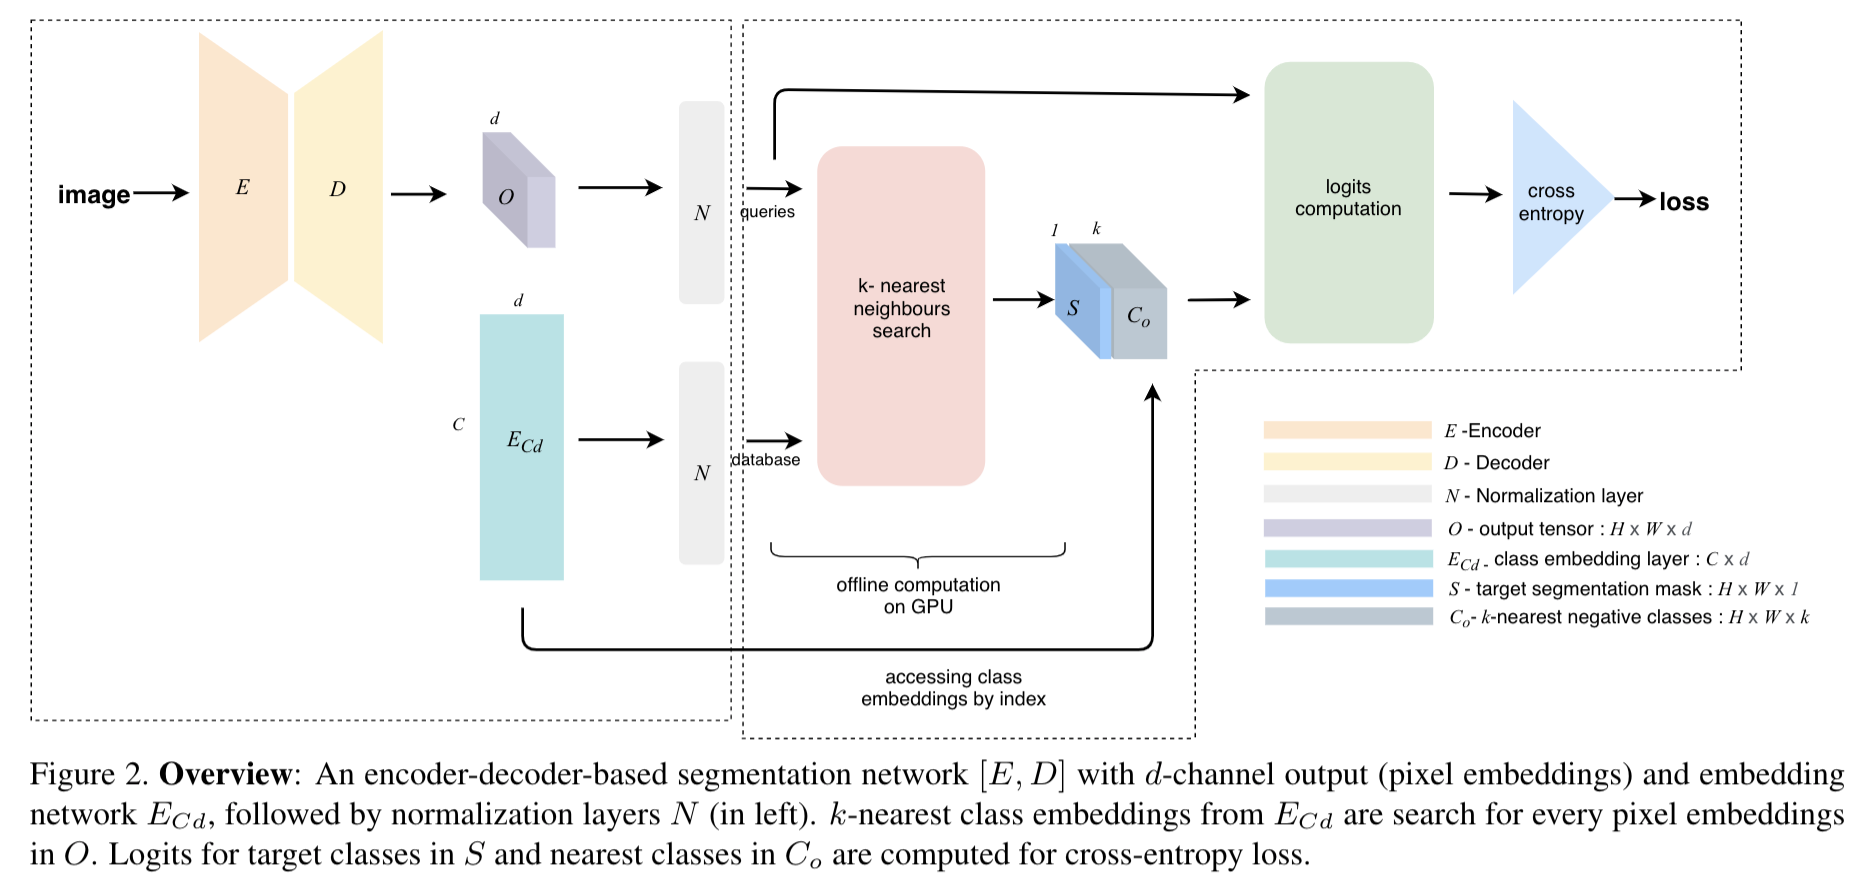 image
E
D
d
O
N
queries
d
C
E_{Cd}
N
database
k- nearest
neighbours
search
1
k
S
C_o
logits
computation
cross
entropy
loss
offline computation
on GPU
accessing class
embeddings by index
E -Encoder
D - Decoder
N - Normalization layer
O - output tensor : H x W x d
E_{Cd} - class embedding layer : C x d
S - target segmentation mask : H x W x 1
C_o- k-nearest negative classes : H x W x k
Figure 2. Overview: An encoder-decoder-based segmentation network [E, D] with d-channel output (pixel embeddings) and embedding
network E_{Cd}, followed by normalization layers N (in left). k-nearest class embeddings from E_{Cd} are search for every pixel embeddings
in O. Logits for target classes in S and nearest classes in C_o are computed for cross-entropy loss.